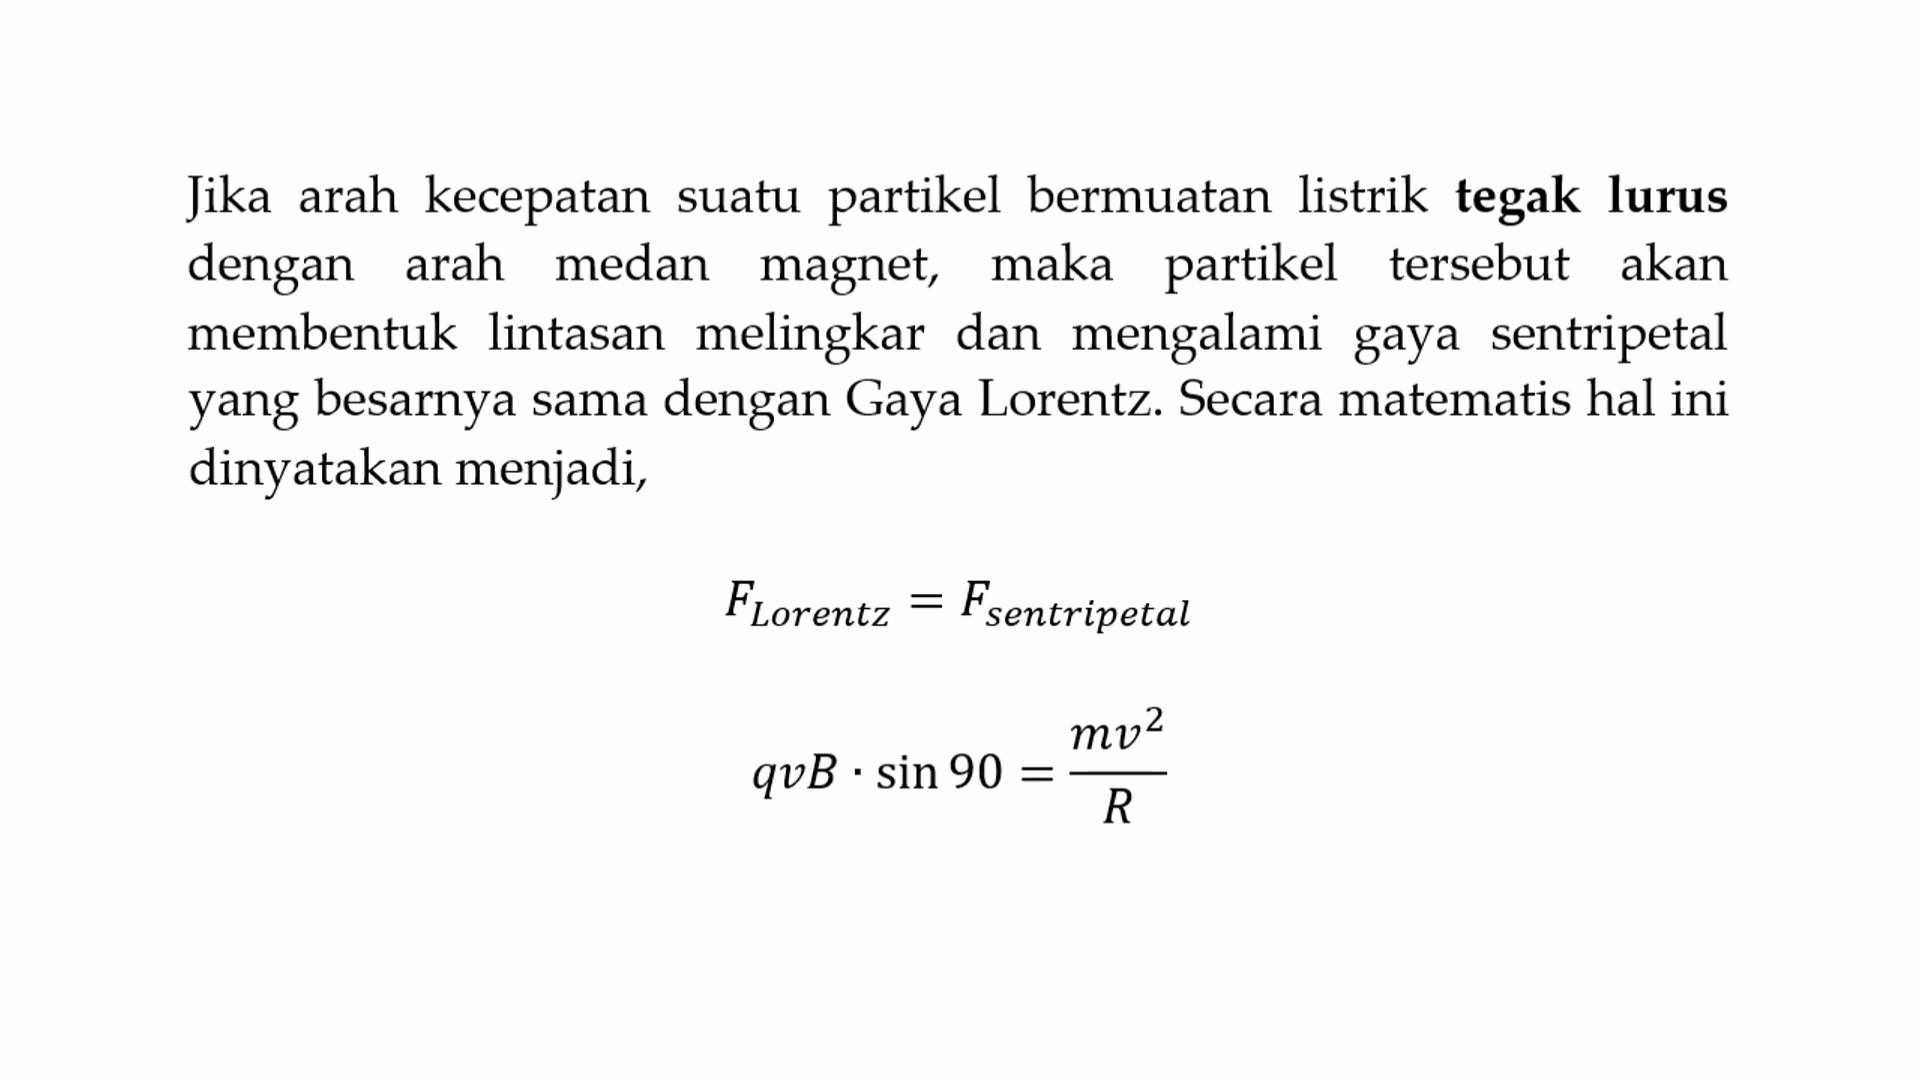 Jika arah kecepatan suatu partikel bermuatan listrik tegak lurus
dengan arah medan magnet, maka partikel tersebut akan
membentuk lintasan melingkar dan mengalami gaya sentripetal
yang besarnya sama dengan Gaya Lorentz. Secara matematis hal ini
dinyatakan menjadi,
F_Lorentz = F_sentripetal
qvB · sin 90 = mv²/R